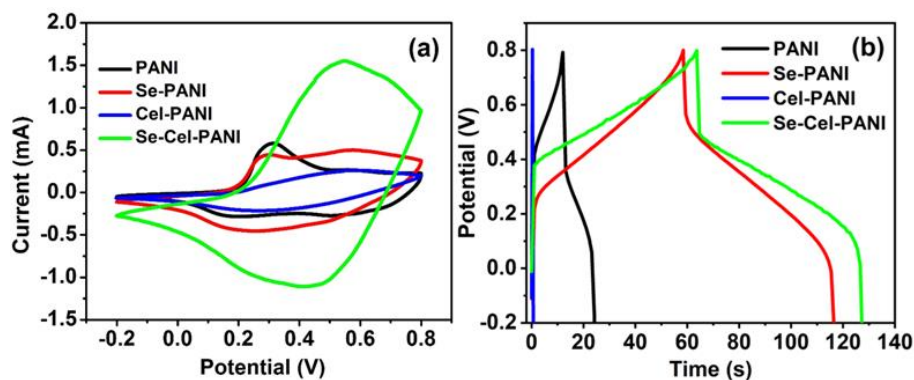 (a)
PANI
Se-PANI
Cel-PANI
Se-Cel-PANI
2.0
1.5
1.0
0.5
0.0
-0.5
-1.0
-1.5
Current (mA)
-0.2 0.0 0.2 0.4 0.6 0.8
Potential (V)
(b)
PANI
Se-PANI
Cel-PANI
Se-Cel-PANI
0.8
0.6
0.4
0.2
0.0
-0.2
Potential (V)
0 20 40 60 80 100 120 140
Time (s)